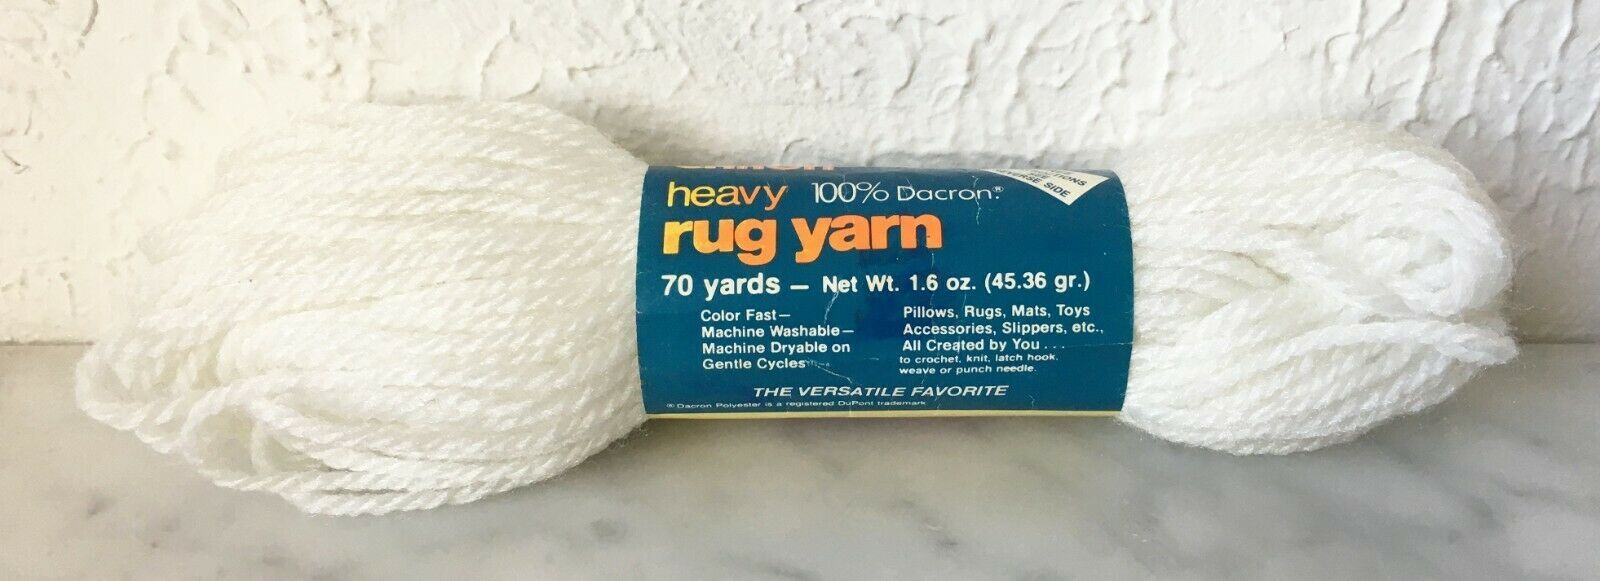 heavy 100% Dacron.®
rug yarn
REVERSE SIDE
70 yards — Net Wt. 1.6 oz. (45.36 gr.)
Color Fast—
Machine Washable—
Machine Dryable on
Gentle Cycles—
Pillows, Rugs, Mats, Toys
Accessories, Slippers, etc.,
All Created by You . . .
to crochet, knit, latch hook,
weave or punch needle.
THE VERSATILE FAVORITE
® Dacron Polyester is a registered DuPont trademark